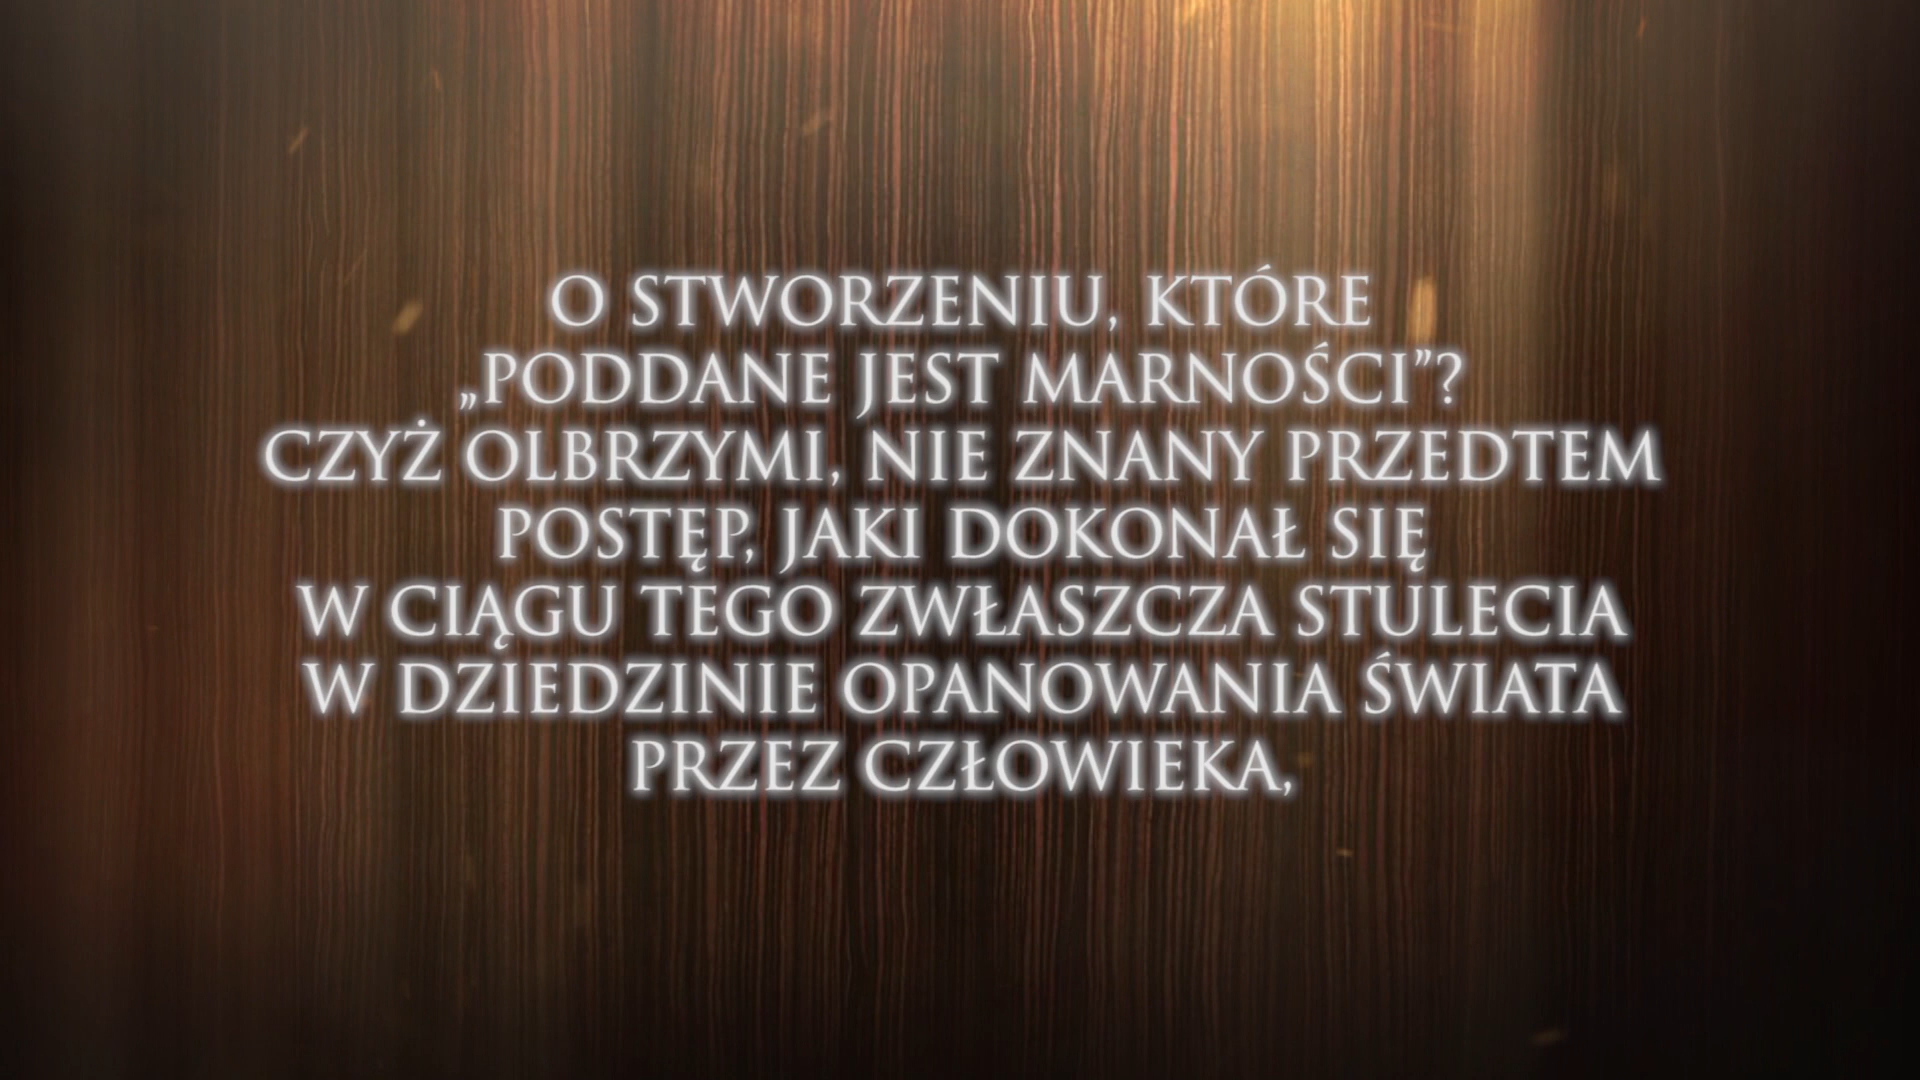 O STWORZENIU, KTÓRE
„PODDANE JEST MARNOŚCI”?
CZYŻ OLBRZYMI, NIE ZNANY PRZEDTEM
POSTĘP, JAKI DOKONAŁ SIĘ
W CIĄGU TEGO ZWŁASZCZA STULECIA
W DZIEDZINIE OPANOWANIA ŚWIATA
PRZEZ CZŁOWIEKA,